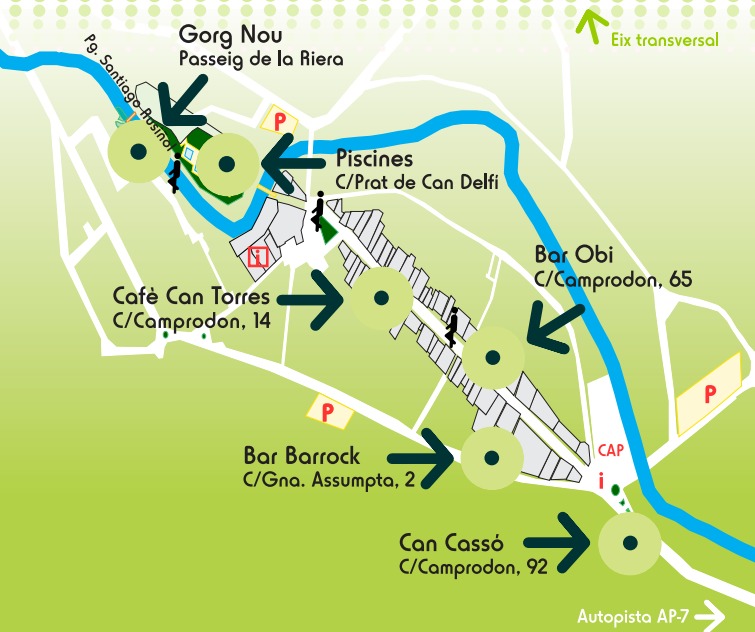 Eix transversal
Gorg Nou
Passeig de la Riera
Pg. Santiago Rusiñol
P
Piscines
C/Prat de Can Delfí
i
Bar Obi
C/Camprodon, 65
Cafè Can Torres
C/Camprodon, 14
P
P
Bar Barrock
C/Gna. Assumpta, 2
CAP
i
Can Cassó
C/Camprodon, 92
Autopista AP-7